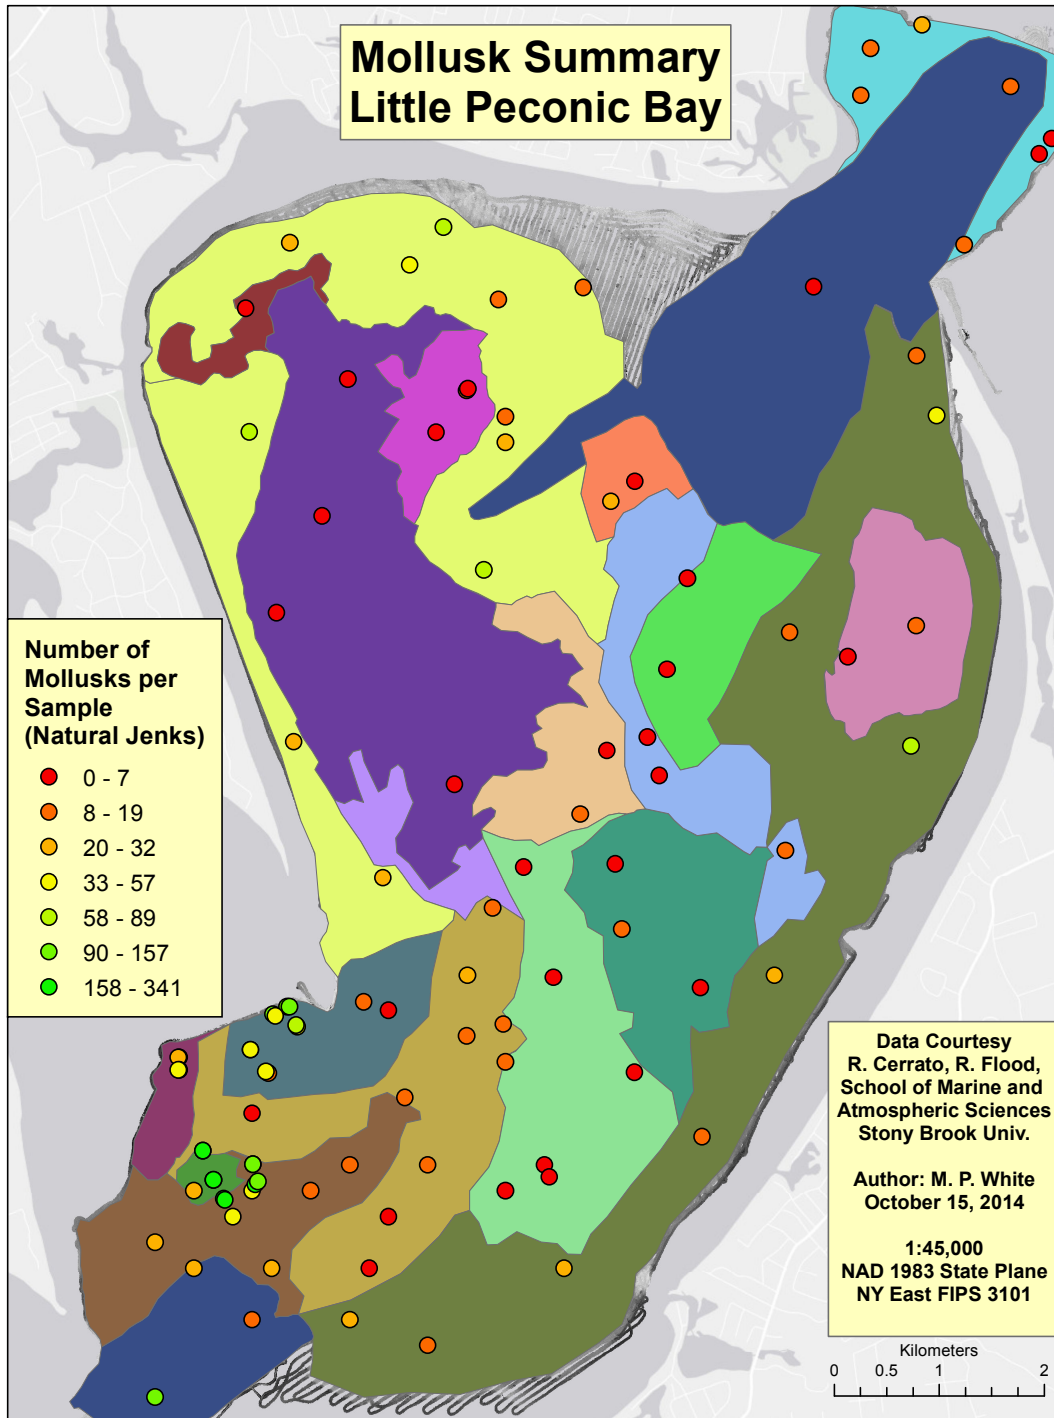 Mollusk Summary
Little Peconic Bay
Number of
Mollusks per
Sample
(Natural Jenks)
0 - 7
8 - 19
20 - 32
33 - 57
58 - 89
90 - 157
158 - 341
Data Courtesy
R. Cerrato, R. Flood,
School of Marine and
Atmospheric Sciences
Stony Brook Univ.
Author: M. P. White
October 15, 2014
1:45,000
NAD 1983 State Plane
NY East FIPS 3101
Kilometers
0 0.5 1 2